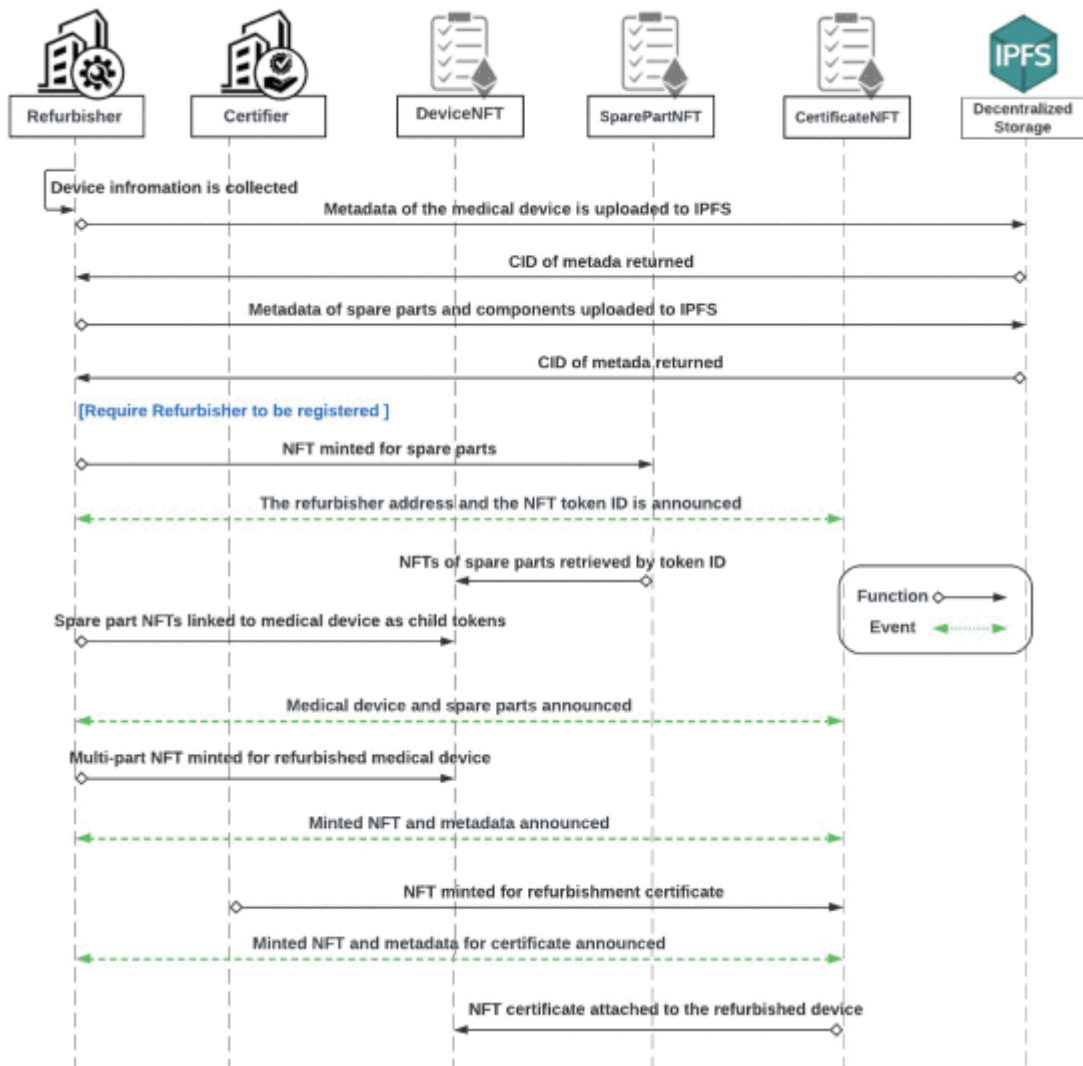 IPFS
Refurbisher
Certifier
DeviceNFT
SparePartNFT
CertificateNFT
Decentralized
Storage
Device infromation is collected
Metadata of the medical device is uploaded to IPFS
CID of metada returned
Metadata of spare parts and components uploaded to IPFS
CID of metada returned
[Require Refurbisher to be registered ]
NFT minted for spare parts
The refurbisher address and the NFT token ID is announced
NFTs of spare parts retrieved by token ID
Function
Event
Spare part NFTs linked to medical device as child tokens
Medical device and spare parts announced
Multi-part NFT minted for refurbished medical device
Minted NFT and metadata announced
NFT minted for refurbishment certificate
Minted NFT and metadata for certificate announced
NFT certificate attached to the refurbished device